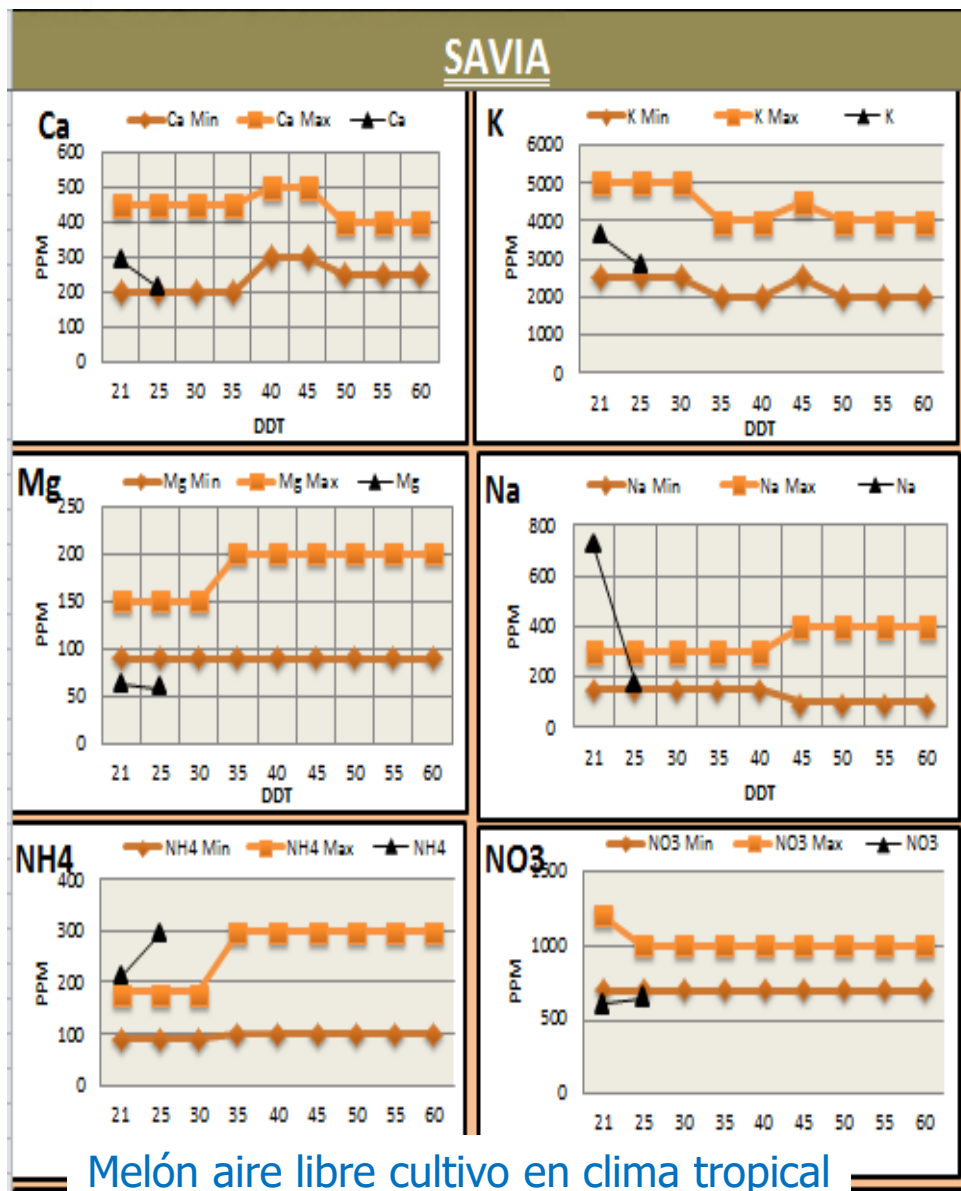 SAVIA
Ca
Ca Min Ca Max Ca
600
500
400
300
200
100
0
PPM
21 25 30 35 40 45 50 55 60
DDT
K
K Min K Max K
6000
5000
4000
3000
2000
1000
0
PPM
21 25 30 35 40 45 50 55 60
DDT
Mg
Mg Min Mg Max Mg
250
200
150
100
50
0
PPM
21 25 30 35 40 45 50 55 60
DDT
Na
Na Min Na Max Na
800
600
400
200
0
PPM
21 25 30 35 40 45 50 55 60
DDT
NH4
NH4 Min NH4 Max NH4
400
300
200
100
0
PPM
21 25 30 35 40 45 50 55 60
NO3
NO3 Min NO3 Max NO3
1500
1000
500
0
PPM
21 25 30 35 40 45 50 55 60
Melón aire libre cultivo en clima tropical